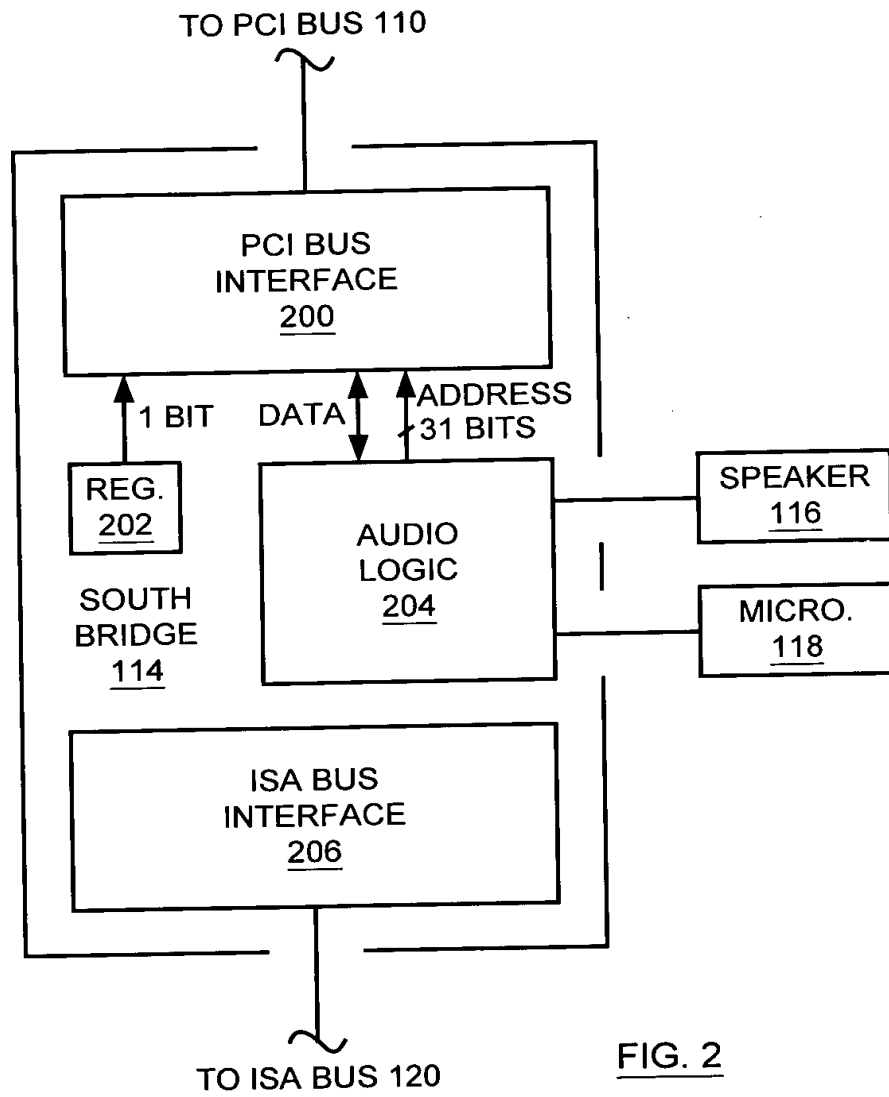 TO PCI BUS 110
PCI BUS
INTERFACE
200
1 BIT
DATA
ADDRESS
31 BITS
REG.
202
AUDIO
LOGIC
204
SPEAKER
116
SOUTH
BRIDGE
114
MICRO.
118
ISA BUS
INTERFACE
206
TO ISA BUS 120
FIG. 2